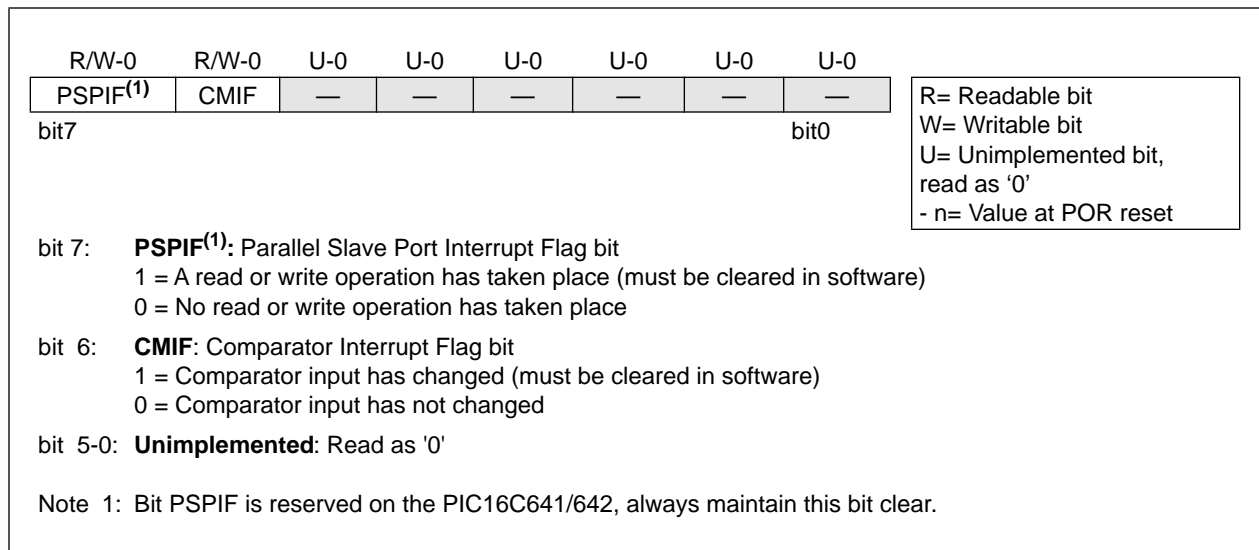 R/W-0 R/W-0 U-0 U-0 U-0 U-0 U-0 U-0
PSPIF(1) CMIF — — — — — —
bit7 bit0
R= Readable bit
W= Writable bit
U= Unimplemented bit,
read as ‘0’
- n= Value at POR reset
bit 7: PSPIF(1): Parallel Slave Port Interrupt Flag bit
1 = A read or write operation has taken place (must be cleared in software)
0 = No read or write operation has taken place
bit 6: CMIF: Comparator Interrupt Flag bit
1 = Comparator input has changed (must be cleared in software)
0 = Comparator input has not changed
bit 5-0: Unimplemented: Read as '0'
Note 1: Bit PSPIF is reserved on the PIC16C641/642, always maintain this bit clear.